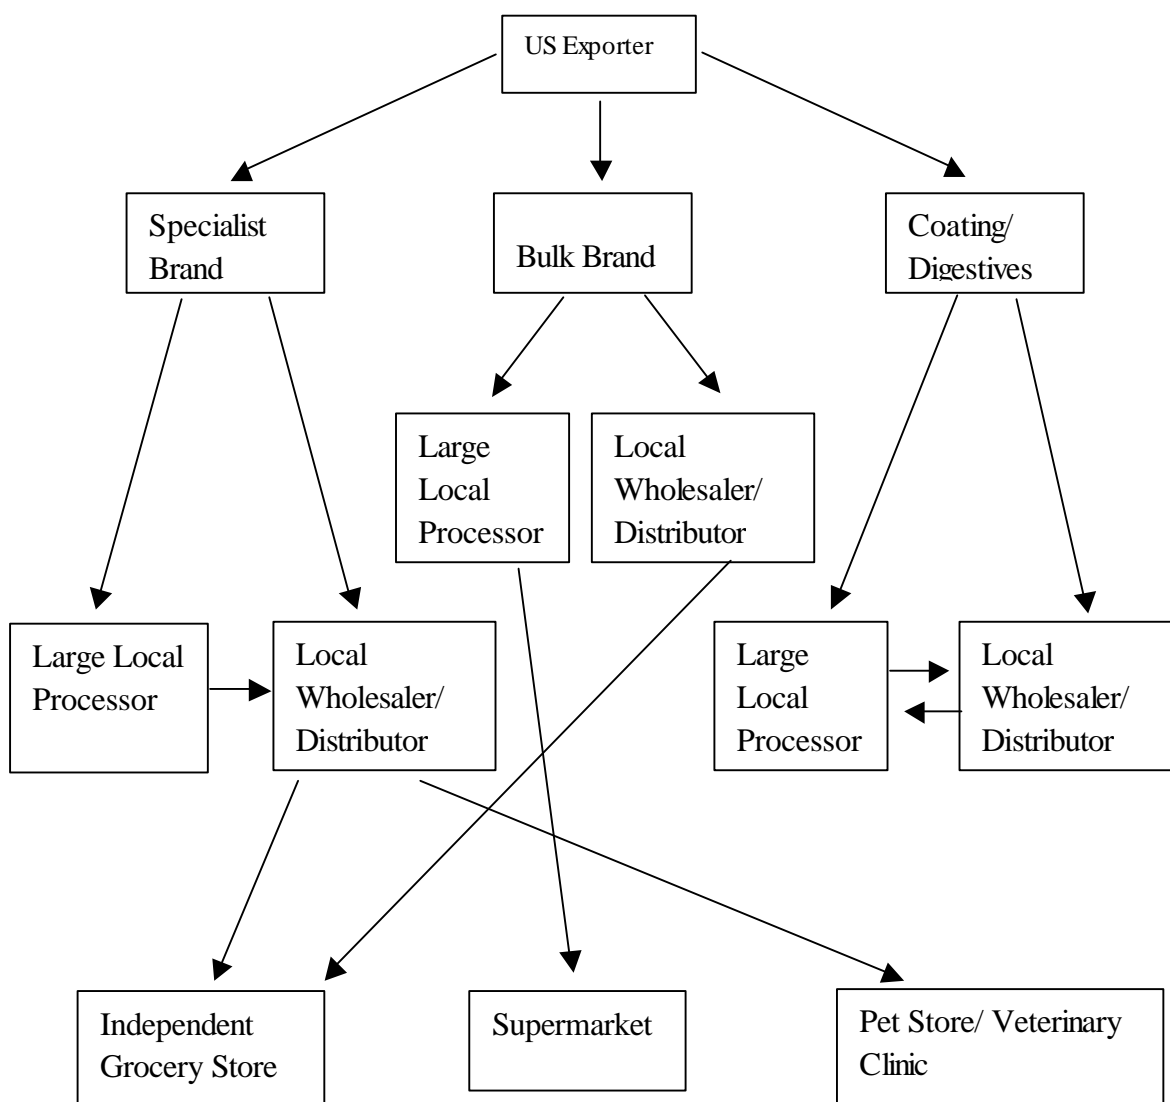 US Exporter
Specialist
Brand
Bulk Brand
Coating/
Digestives
Large
Local
Processor
Local
Wholesaler/
Distributor
Large Local
Processor
Local
Wholesaler/
Distributor
Large
Local
Processor
Local
Wholesaler/
Distributor
Independent
Grocery Store
Supermarket
Pet Store/ Veterinary
Clinic